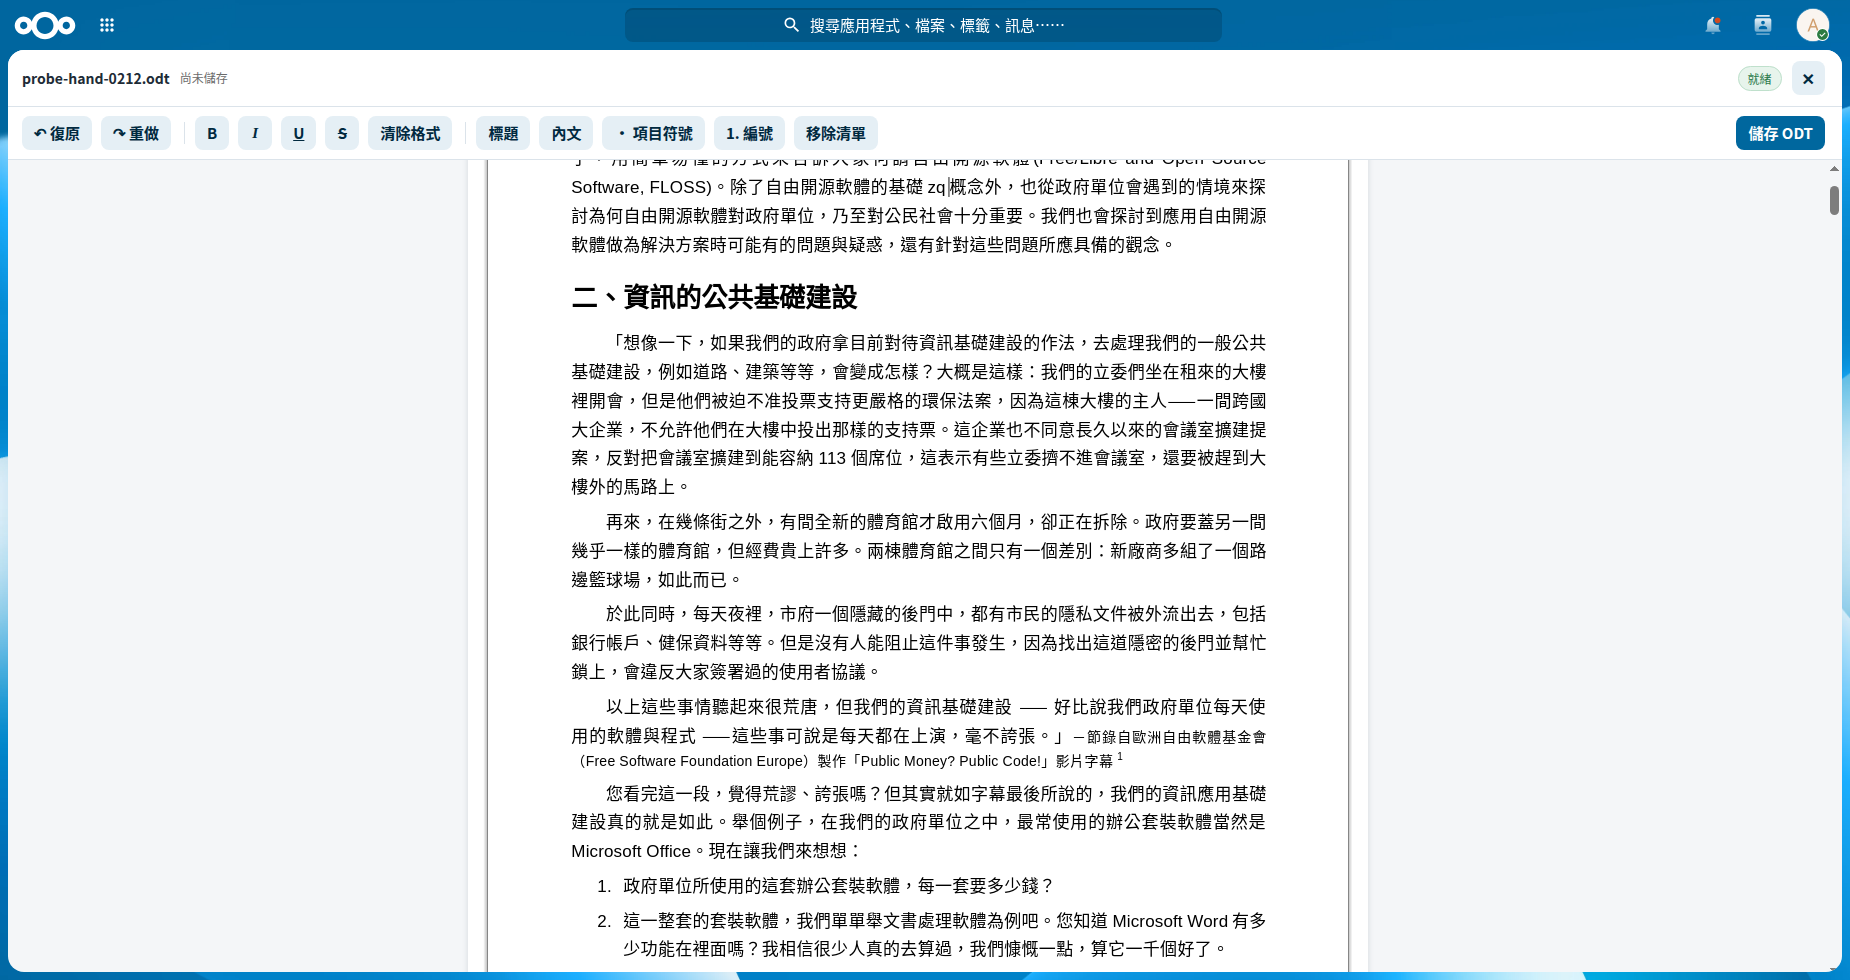 搜尋應用程式、檔案、標籤、訊息……
A
probe-hand-0212.odt 尚未儲存
就緒 ×
↶ 復原 ↷ 重做 B I U S 清除格式 標題 內文 • 項目符號 1. 編號 移除清單 儲存 ODT
Software, FLOSS)。除了自由開源軟體的基礎 zq概念外，也從政府單位會遇到的情境來探
討為何自由開源軟體對政府單位，乃至對公民社會十分重要。我們也會探討到應用自由開源
軟體做為解決方案時可能有的問題與疑惑，還有針對這些問題所應具備的觀念。
二、資訊的公共基礎建設
「想像一下，如果我們的政府拿目前對待資訊基礎建設的作法，去處理我們的一般公共
基礎建設，例如道路、建築等等，會變成怎樣？大概是這樣：我們的立委們坐在租來的大樓
裡開會，但是他們被迫不准投票支持更嚴格的環保法案，因為這棟大樓的主人——一間跨國
大企業，不允許他們在大樓中投出那樣的支持票。這企業也不同意長久以來的會議室擴建提
案，反對把會議室擴建到能容納 113 個席位，這表示有些立委擠不進會議室，還要被趕到大
樓外的馬路上。
再來，在幾條街之外，有間全新的體育館才啟用六個月，卻正在拆除。政府要蓋另一間
幾乎一樣的體育館，但經費貴上許多。兩棟體育館之間只有一個差別：新廠商多組了一個路
邊籃球場，如此而已。
於此同時，每天夜裡，市府一個隱藏的後門中，都有市民的隱私文件被外流出去，包括
銀行帳戶、健保資料等等。但是沒有人能阻止這件事發生，因為找出這道隱密的後門並幫忙
鎖上，會違反大家簽署過的使用者協議。
以上這些事情聽起來很荒唐，但我們的資訊基礎建設 —— 好比說我們政府單位每天使
用的軟體與程式 ——這些事可說是每天都在上演，毫不誇張。」－節錄自歐洲自由軟體基金會
（Free Software Foundation Europe）製作「Public Money? Public Code!」影片字幕 1
您看完這一段，覺得荒謬、誇張嗎？但其實就如字幕最後所說的，我們的資訊應用基礎
建設真的就是如此。舉個例子，在我們的政府單位之中，最常使用的辦公套裝軟體當然是
Microsoft Office。現在讓我們來想想：
1. 政府單位所使用的這套辦公套裝軟體，每一套要多少錢？
2. 這一整套的套裝軟體，我們單單舉文書處理軟體為例吧。您知道 Microsoft Word 有多
少功能在裡面嗎？我相信很少人真的去算過，我們慷慨一點，算它一千個好了。